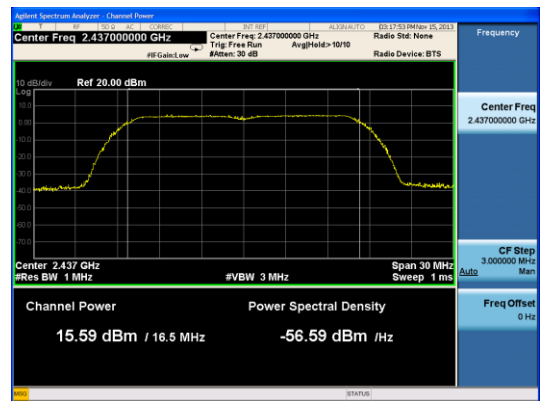 Agilent Spectrum Analyzer - Channel Power
RF 50 Ω AC CORREC INT REF ALIGN AUTO 03:17:53 PM Nov 15, 2013
Center Freq 2.437000000 GHz Center Freq: 2.437000000 GHz Radio Std: None Frequency
Trig: Free Run Avg|Hold:>10/10
#IFGain:Low #Atten: 30 dB Radio Device: BTS
10 dB/div Ref 20.00 dBm
Log
10.0
0.00
-10.0
-20.0
-30.0
-40.0
-50.0
-60.0
-70.0
Center Freq
2.437000000 GHz
Center 2.437 GHz Span 30 MHz
#Res BW 1 MHz #VBW 3 MHz Sweep 1 ms
CF Step
3.000000 MHz
Auto Man
Channel Power Power Spectral Density
15.59 dBm / 16.5 MHz -56.59 dBm /Hz
Freq Offset
0 Hz
MSG STATUS